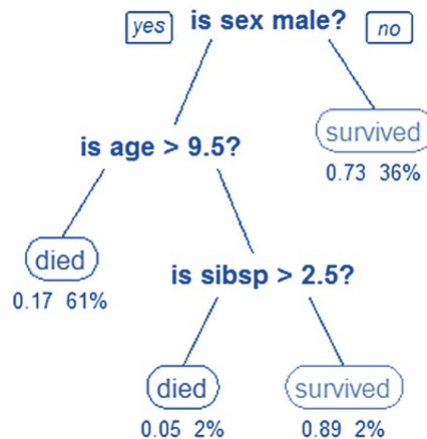 yes is sex male? no
is age > 9.5?
survived
0.73 36%
died
0.17 61%
is sibsp > 2.5?
died
0.05 2%
survived
0.89 2%